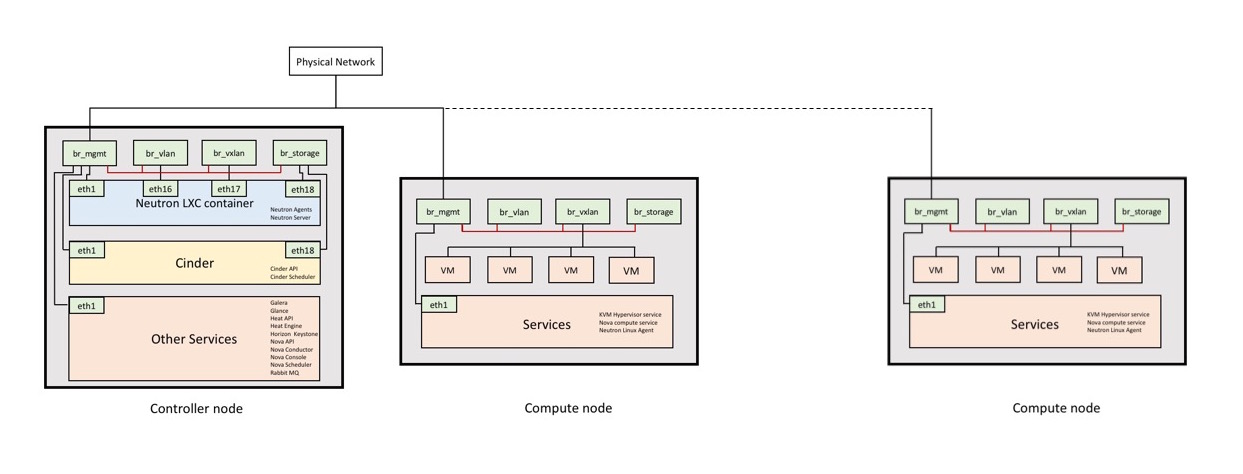 Physical Network
br_mgmt
br_vlan
br_vxlan
br_storage
eth1
eth16
eth17
eth18
Neutron LXC container
Neutron Agents
Neutron Server
eth1
eth18
Cinder
Cinder API
Cinder Scheduler
eth1
Other Services
Galera
Glance
Heat API
Heat Engine
Horizon Keystone
Nova API
Nova Conductor
Nova Console
Nova Scheduler
Rabbit MQ
Controller node
br_mgmt
br_vlan
br_vxlan
br_storage
VM
VM
VM
VM
eth1
Services
KVM Hypervisor service
Nova compute service
Neutron Linux Agent
Compute node
br_mgmt
br_vlan
br_vxlan
br_storage
VM
VM
VM
VM
eth1
Services
KVM Hypervisor service
Nova compute service
Neutron Linux Agent
Compute node